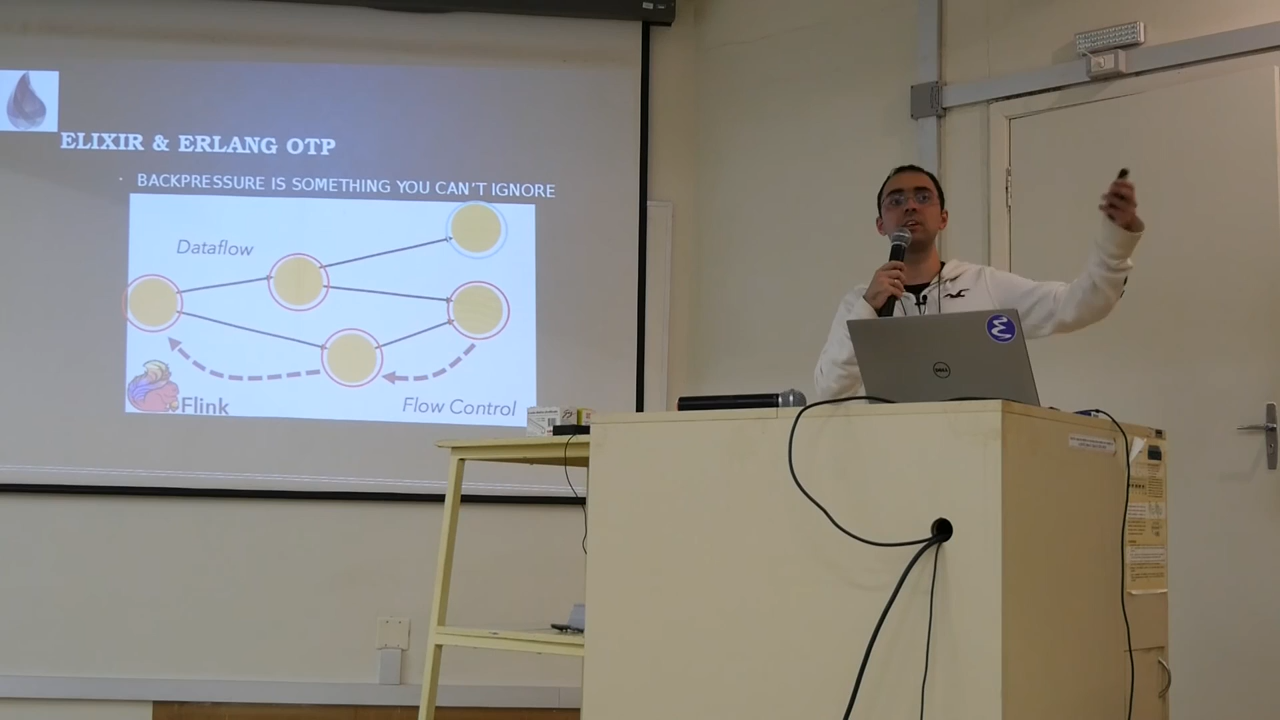 ELIXIR & ERLANG OTP
BACKPRESSURE IS SOMETHING YOU CAN'T IGNORE
Dataflow
Flink
Flow Control
DELL